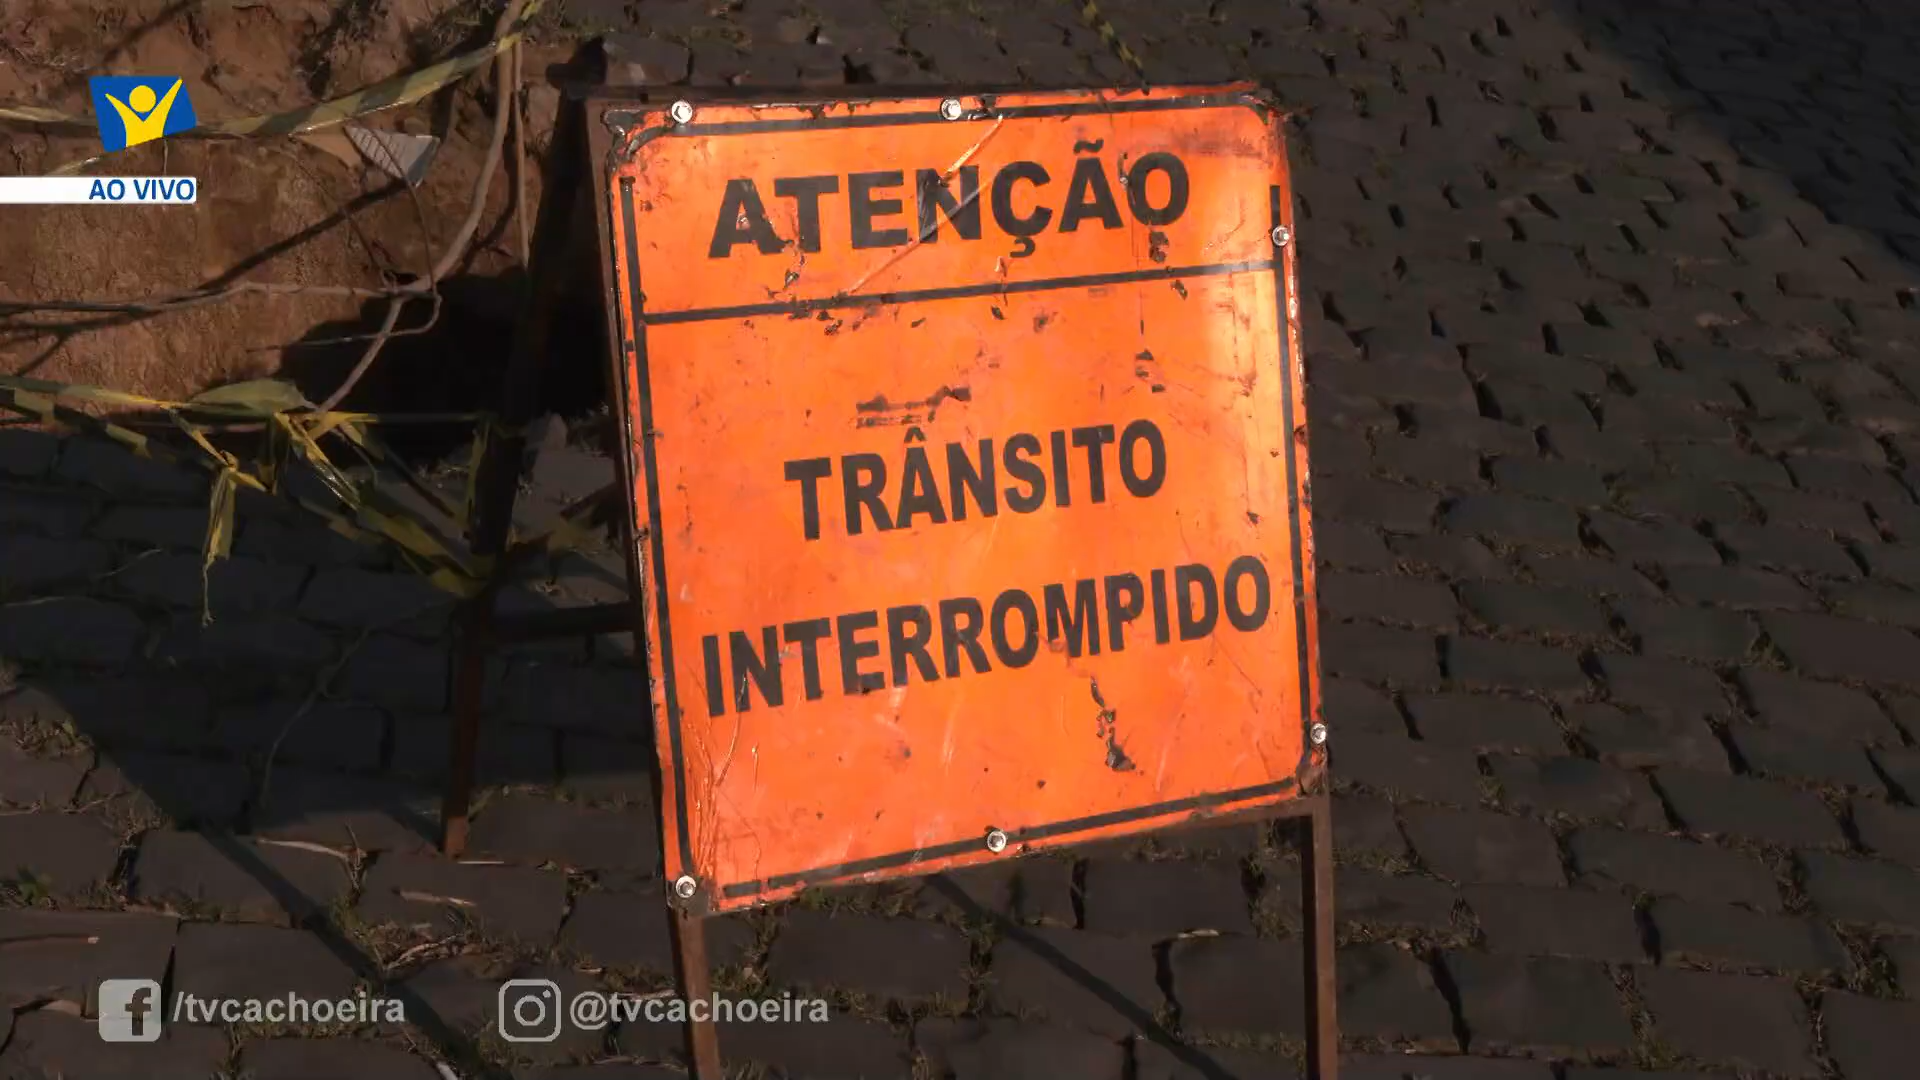 AO VIVO
ATENÇÃO
TRÂNSITO
INTERROMPIDO
/tvcachoeira
@tvcachoeira